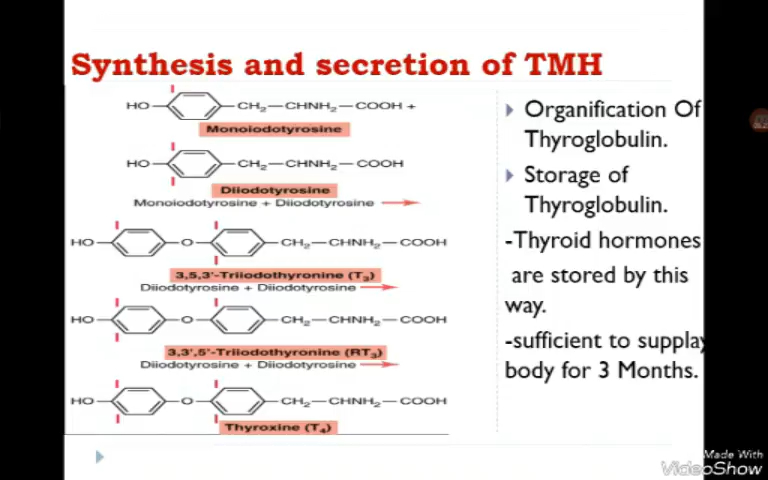 Synthesis and secretion of TMH
HO CH₂—CHNH₂—COOH +
Monoiodotyrosine
HO CH₂—CHNH₂—COOH
Diiodotyrosine
Monoiodotyrosine + Diiodotyrosine
HO O CH₂—CHNH₂—COOH
3,5,3'-Triiodothyronine (T₃)
Diiodotyrosine + Diiodotyrosine
HO O CH₂—CHNH₂—COOH
3,3',5'-Triiodothyronine (RT₃)
Diiodotyrosine + Diiodotyrosine
HO O CH₂—CHNH₂—COOH
Thyroxine (T₄)
Organification Of
Thyroglobulin.
Storage of
Thyroglobulin.
-Thyroid hormones
are stored by this
way.
-sufficient to supplay
body for 3 Months.
Made With
VideoShow